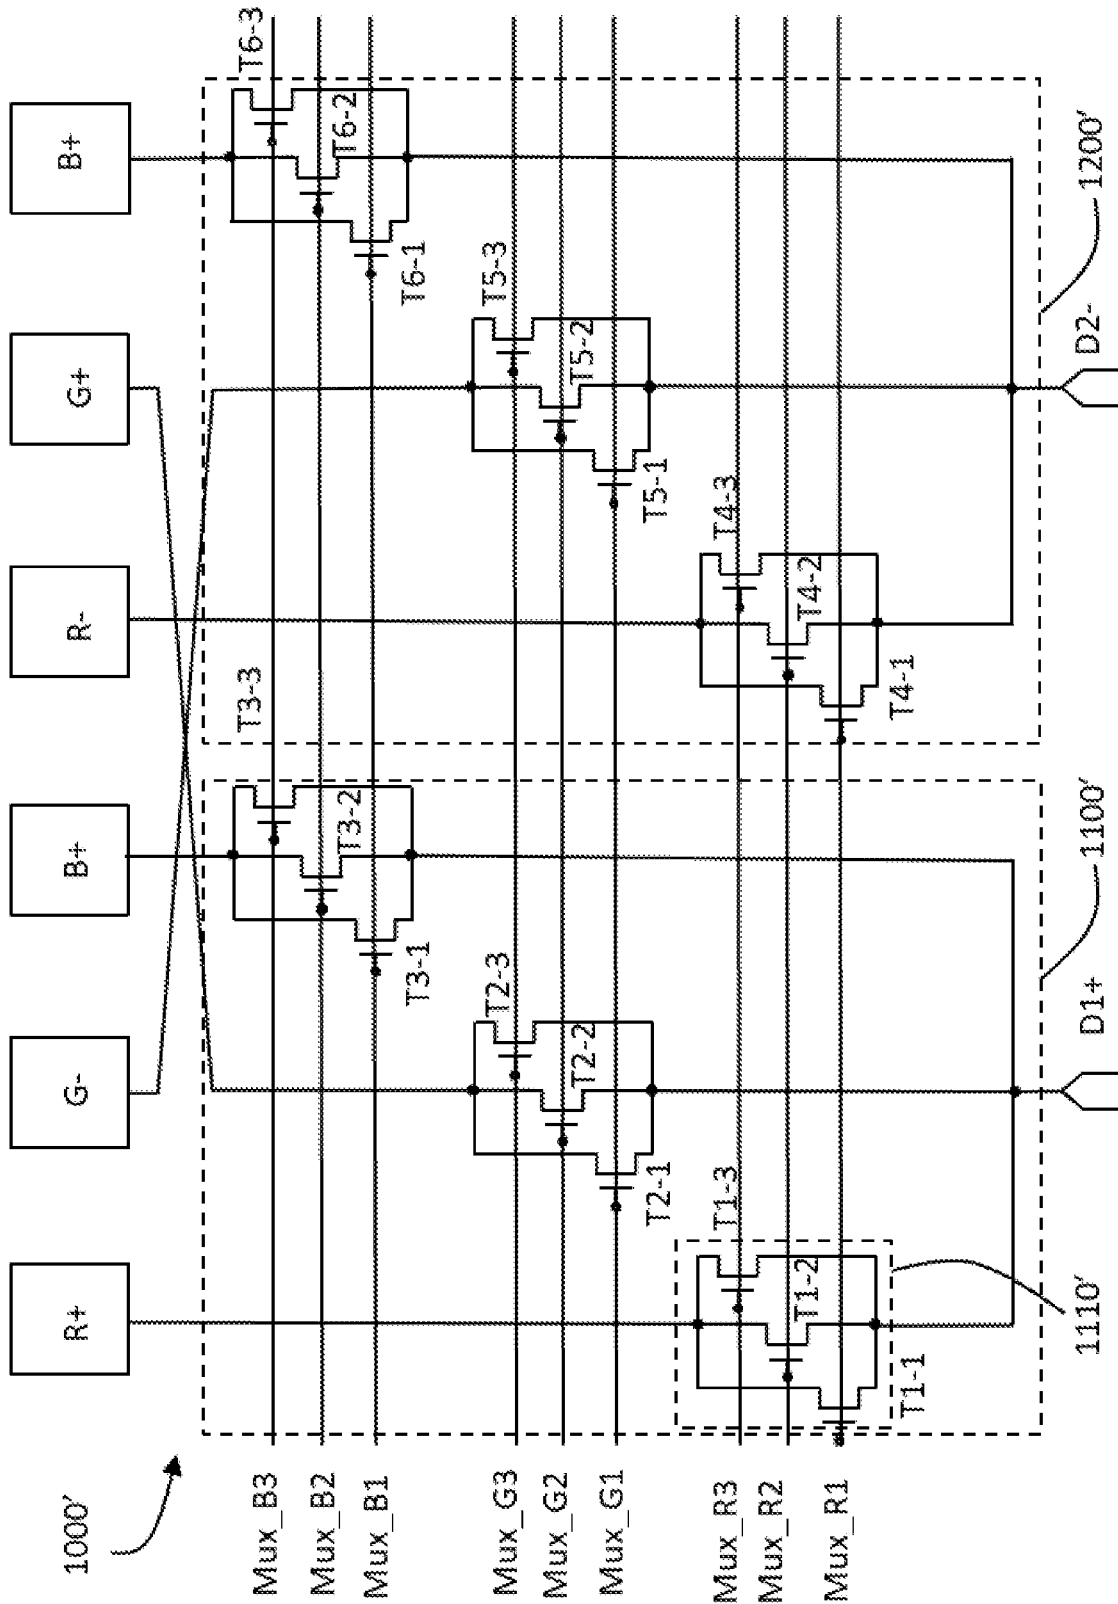 1000'
R+
G-
B+
R-
G+
B+
Mux_B3
Mux_B2
Mux_B1
Mux_G3
Mux_G2
Mux_G1
Mux_R3
Mux_R2
Mux_R1
T3-3
T3-2
T3-1
T6-3
T6-2
T6-1
T2-3
T2-2
T2-1
T5-3
T5-2
T5-1
T1-3
T1-2
T1-1
T4-3
T4-2
T4-1
1110'
D1+
1100'
D2-
1200'